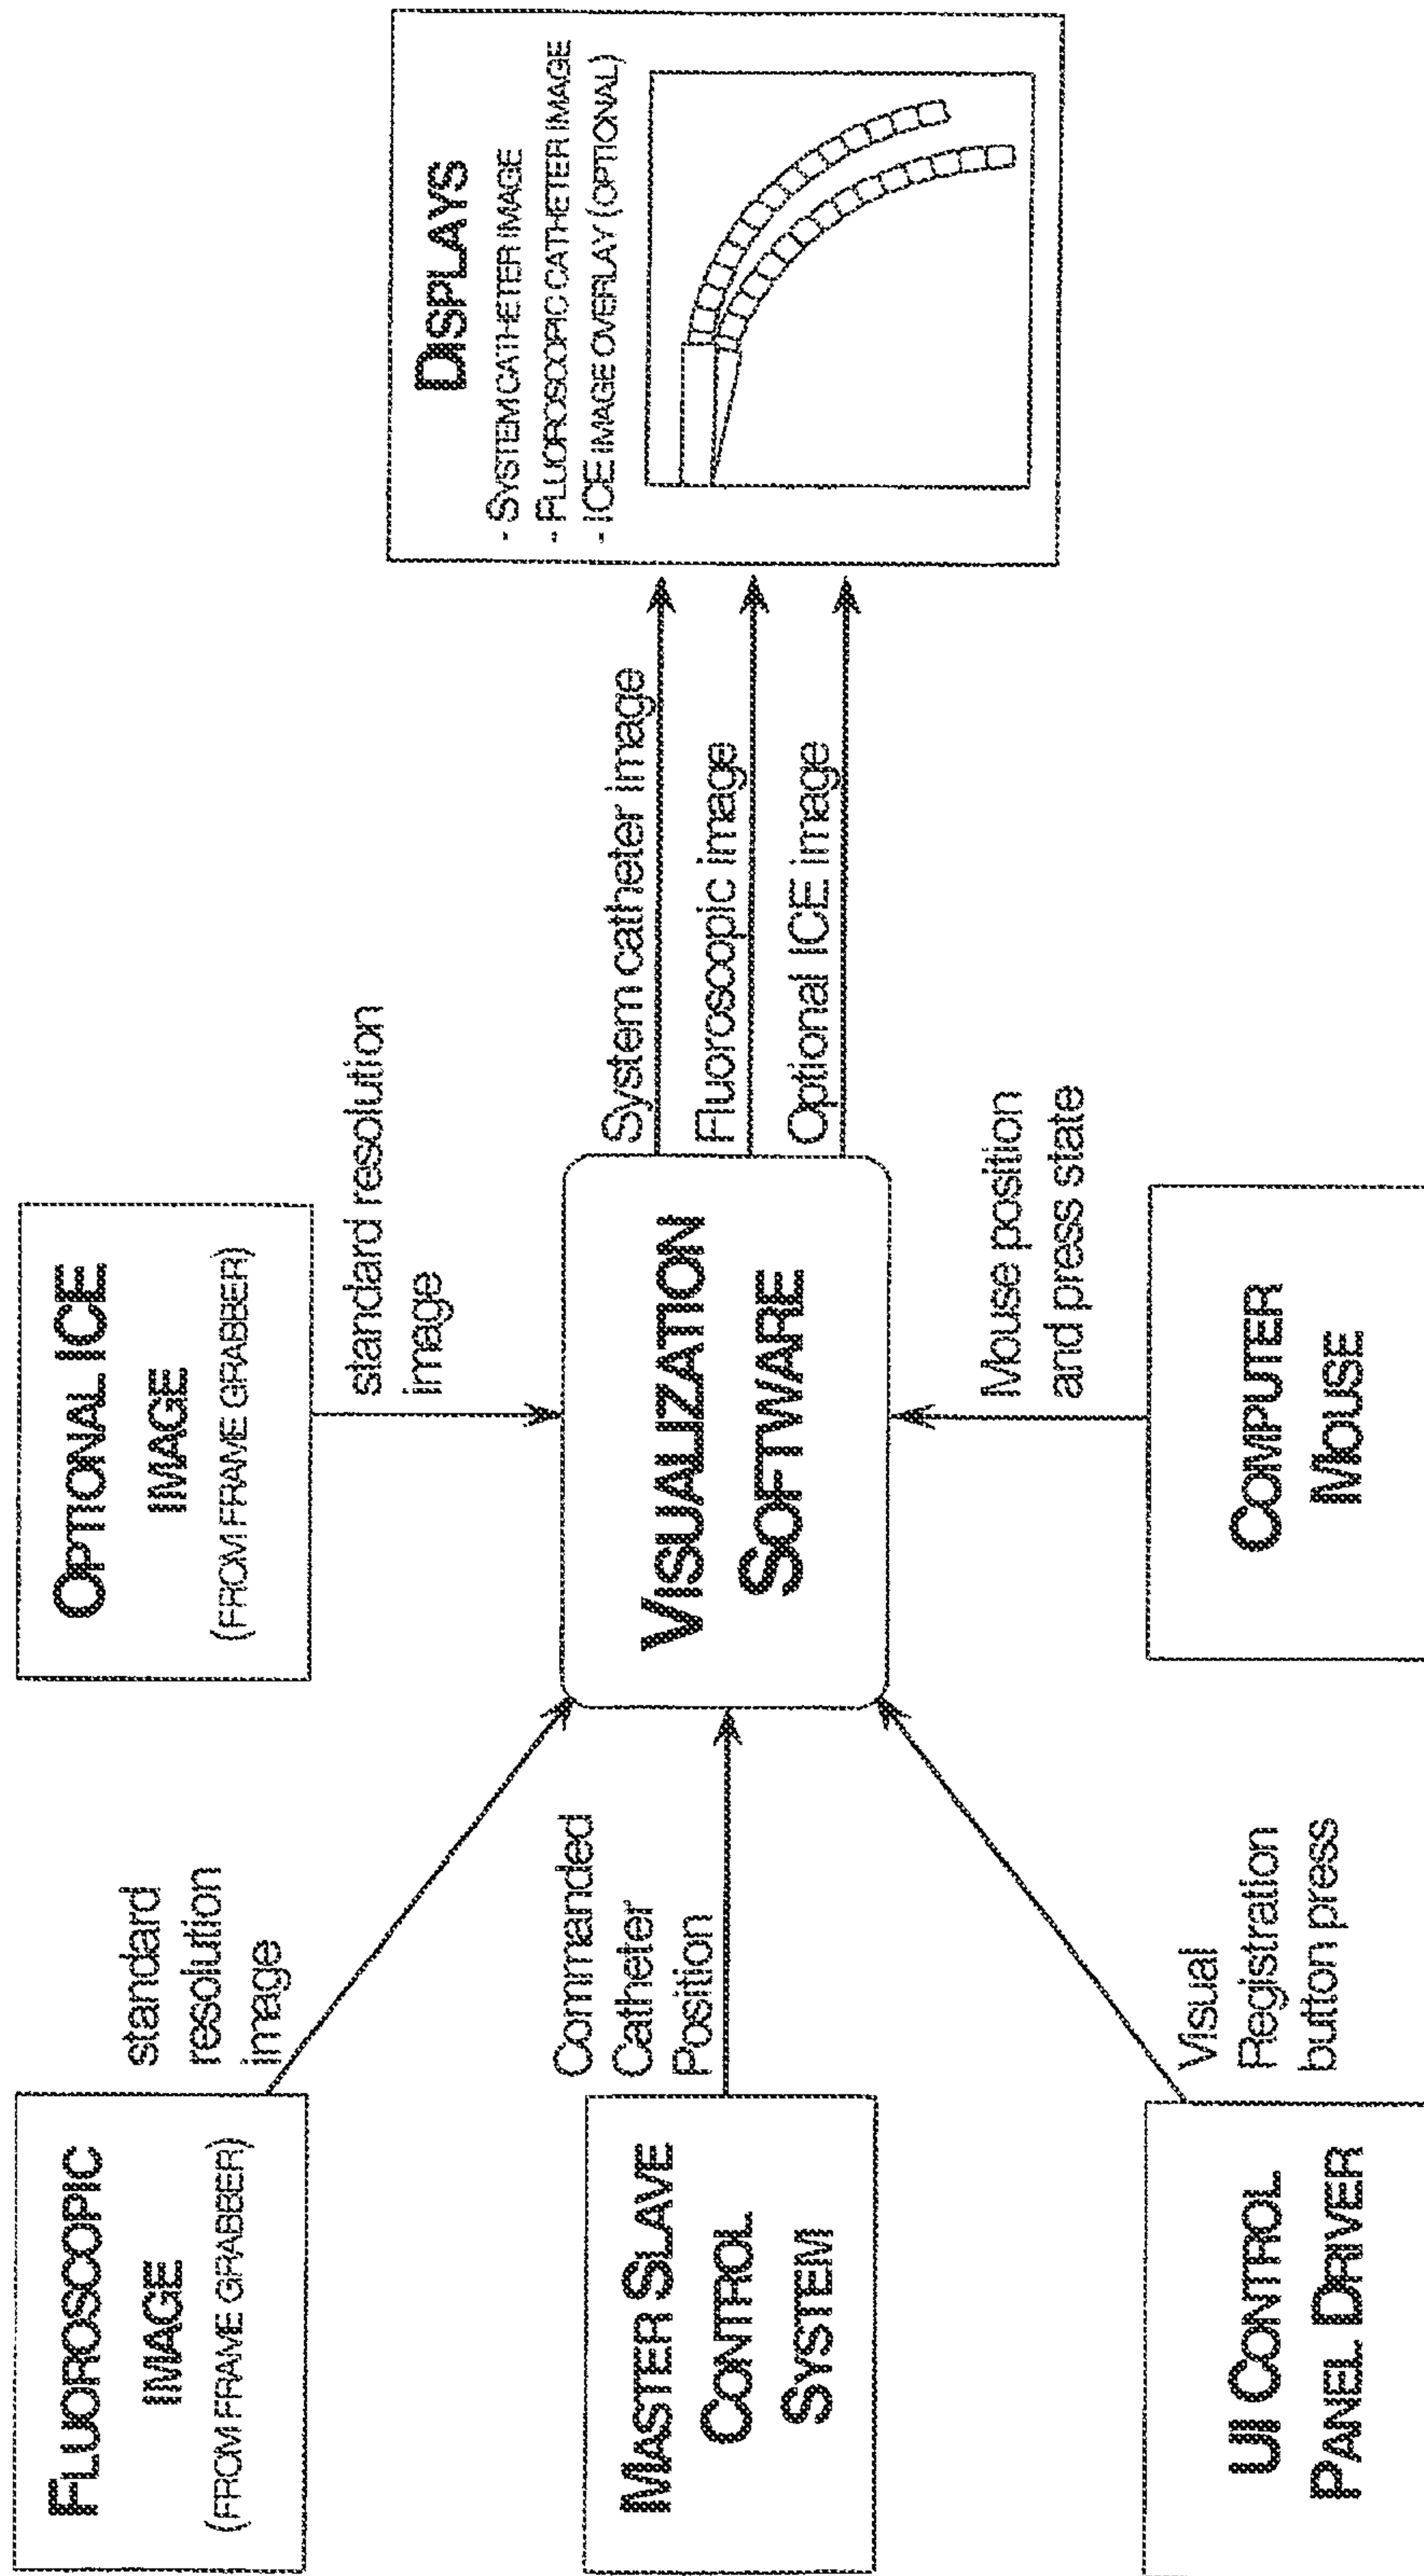 FLUOROSCOPIC
IMAGE
(FROM FRAME GRABBER)
standard
resolution
image
OPTIONAL ICE
IMAGE
(FROM FRAME GRABBER)
standard resolution
image
MASTER SLAVE
CONTROL
SYSTEM
Commanded
Catheter
Position
VISUALIZATION
SOFTWARE
System catheter image
Fluoroscopic image
Optional ICE image
DISPLAYS
- SYSTEM CATHETER IMAGE
- FLUOROSCOPIC CATHETER IMAGE
- ICE IMAGE OVERLAY (OPTIONAL)
UI CONTROL
PANEL DRIVER
Visual
Registration
button press
COMPUTER
MOUSE
Mouse position
and press state